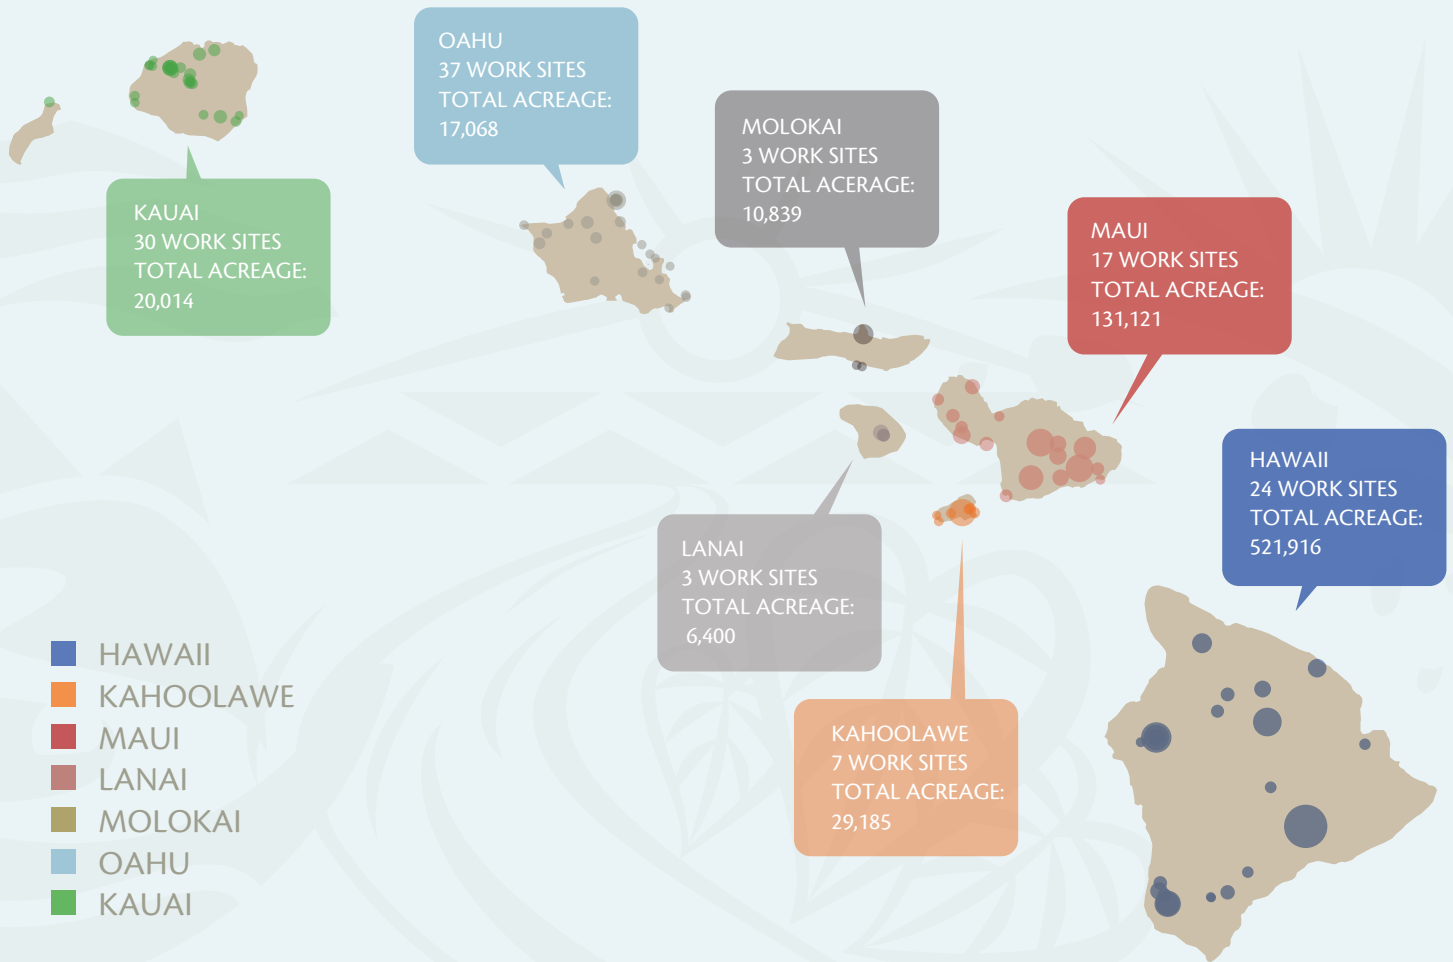 OAHU
37 WORK SITES
TOTAL ACREAGE:
17,068
MOLOKAI
3 WORK SITES
TOTAL ACERAGE:
10,839
KAUAI
30 WORK SITES
TOTAL ACREAGE:
20,014
MAUI
17 WORK SITES
TOTAL ACREAGE:
131,121
HAWAII
24 WORK SITES
TOTAL ACREAGE:
521,916
LANAI
3 WORK SITES
TOTAL ACREAGE:
6,400
KAHOOLAWE
7 WORK SITES
TOTAL ACREAGE:
29,185
HAWAII
KAHOOLAWE
MAUI
LANAI
MOLOKAI
OAHU
KAUAI